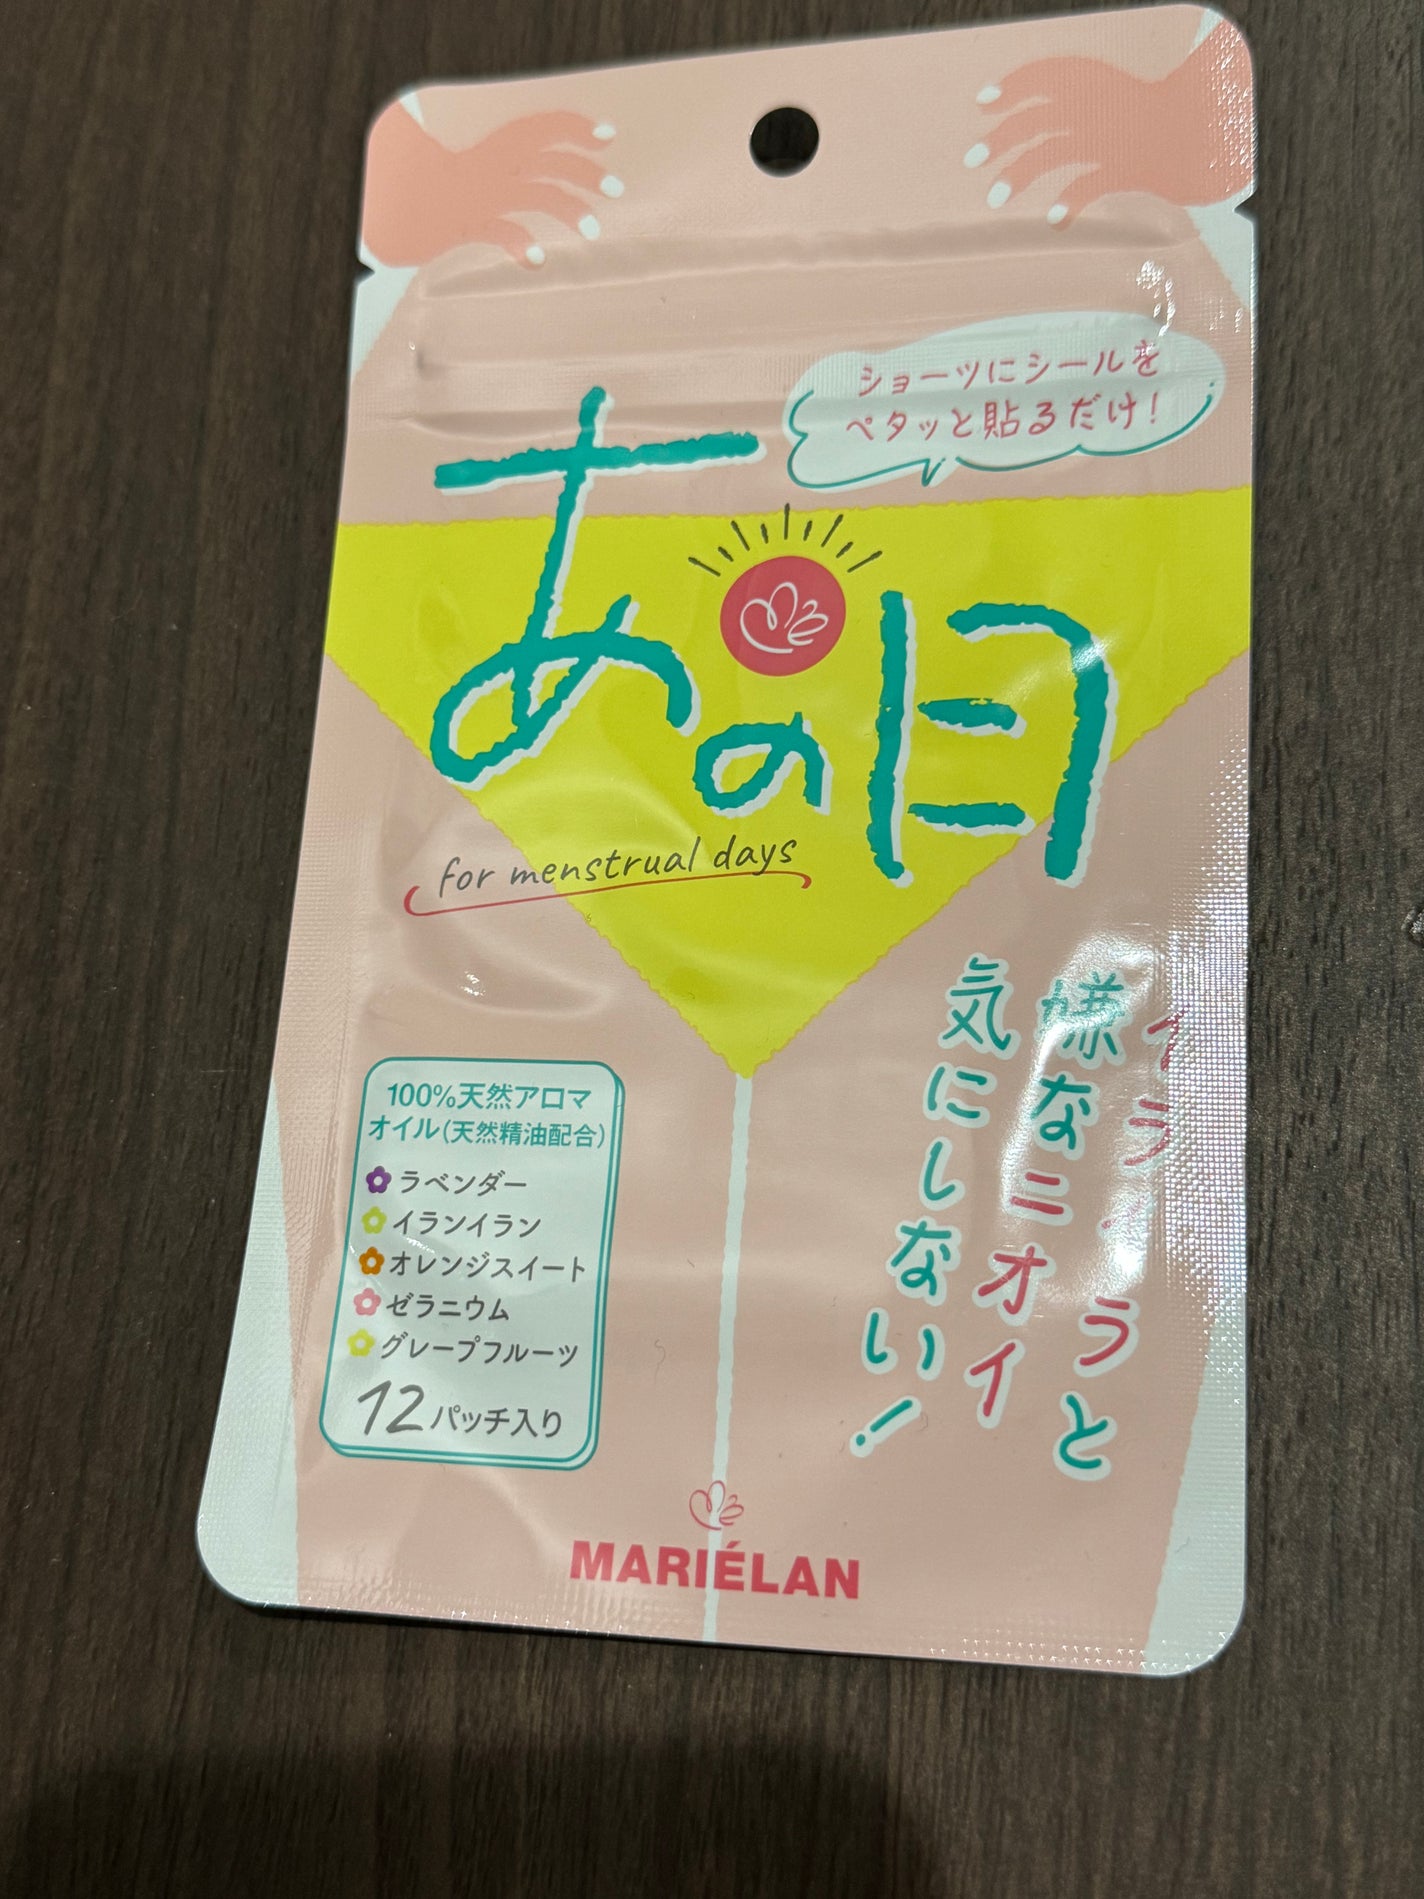 ショーツにシールを
ペタッと貼るだけ!
あの日
for menstrual days
イライラと
嫌なニオイ
気にしない!
100%天然アロマ
オイル(天然精油配合)
ラベンダー
イランイラン
オレンジスイート
ゼラニウム
グレープフルーツ
12パッチ入り
MARIÉLAN